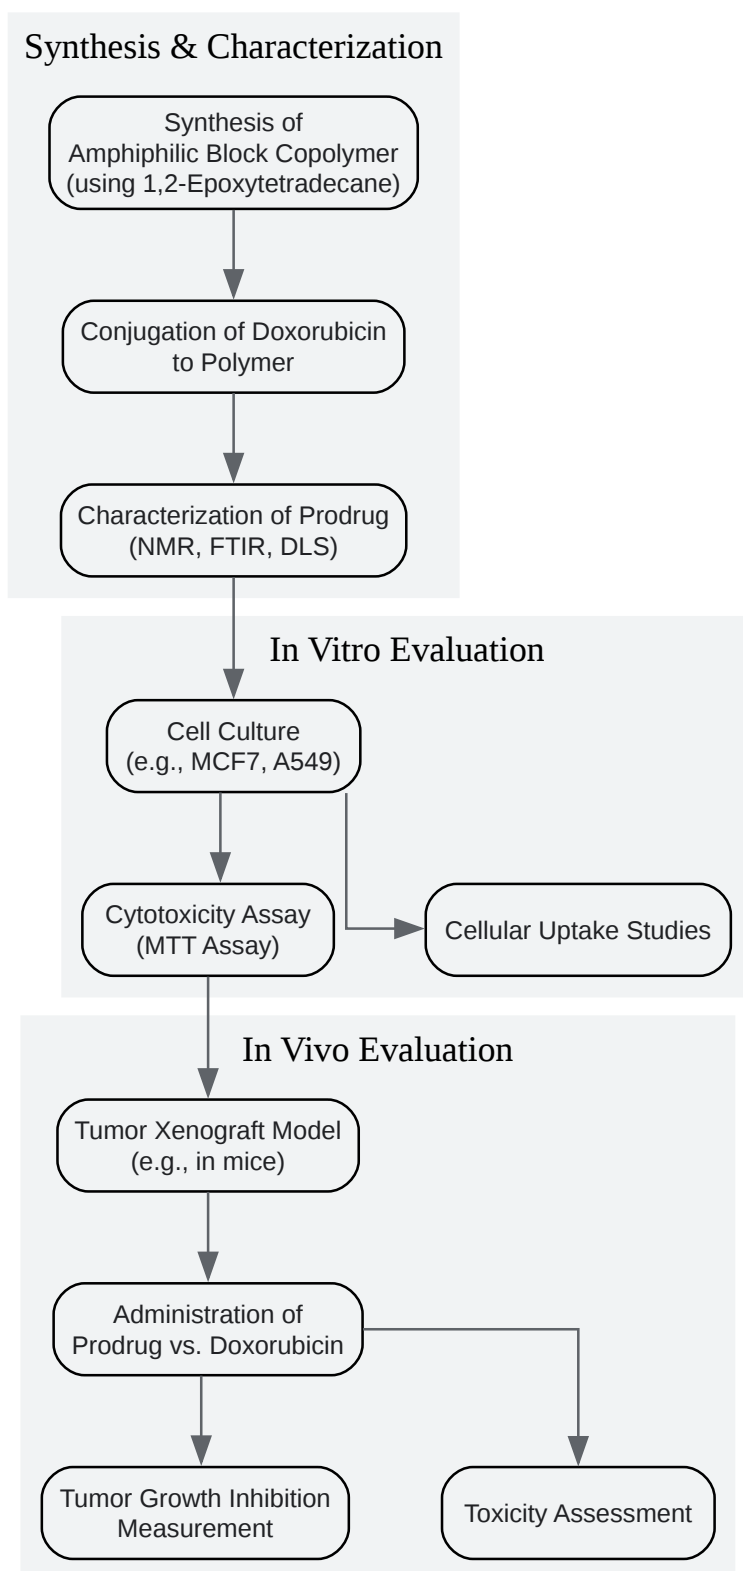 Synthesis & Characterization
Synthesis of
Amphiphilic Block Copolymer
(using 1,2-Epoxytetradecane)
Conjugation of Doxorubicin
to Polymer
Characterization of Prodrug
(NMR, FTIR, DLS)
In Vitro Evaluation
Cell Culture
(e.g., MCF7, A549)
Cytotoxicity Assay
(MTT Assay)
Cellular Uptake Studies
In Vivo Evaluation
Tumor Xenograft Model
(e.g., in mice)
Administration of
Prodrug vs. Doxorubicin
Tumor Growth Inhibition
Measurement
Toxicity Assessment